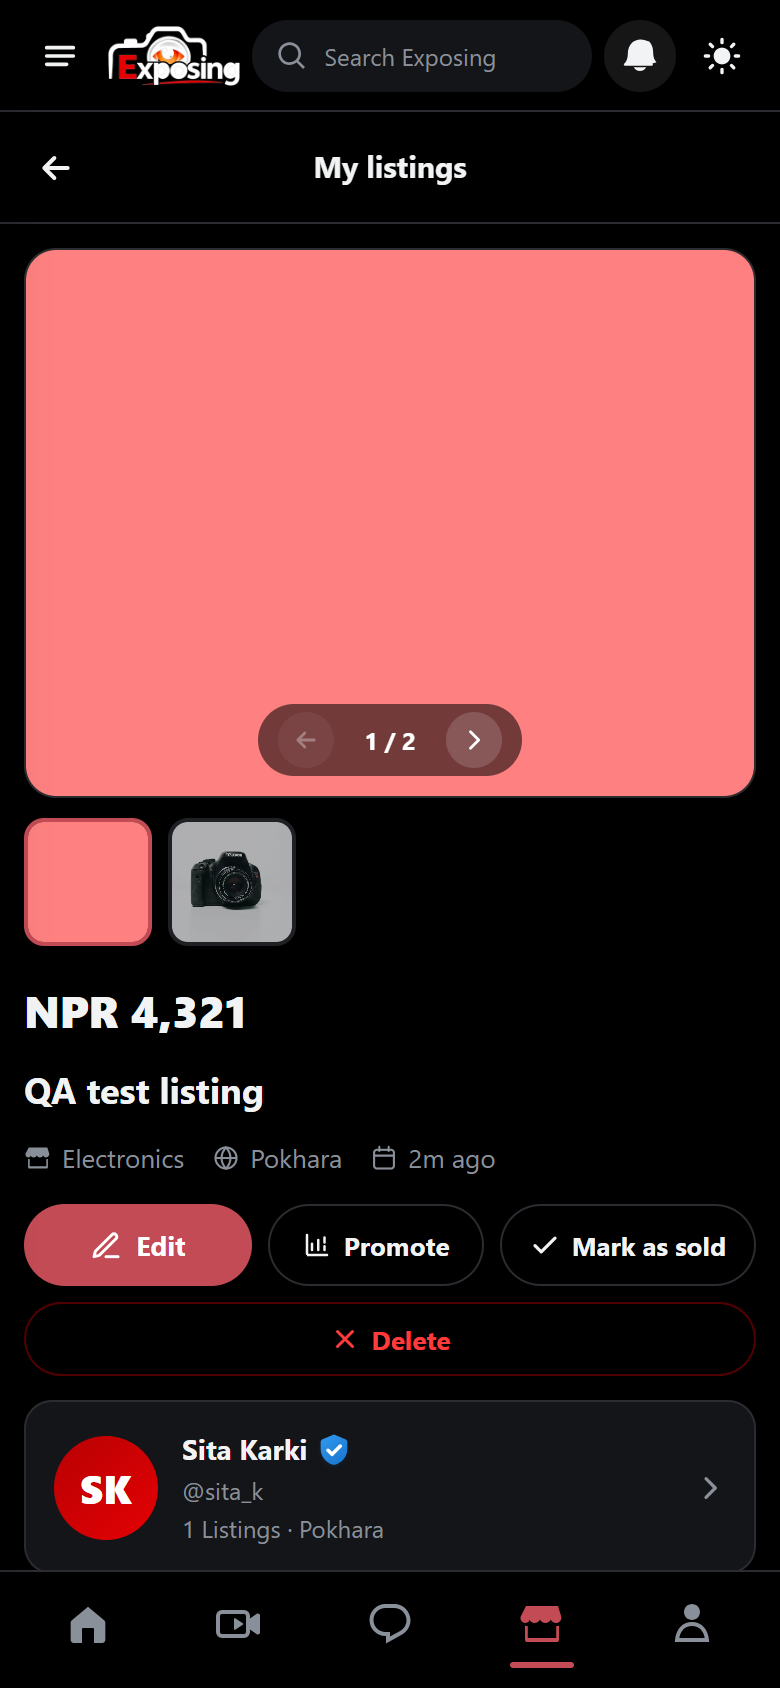 Exposing
Search Exposing
My listings
1 / 2
NPR 4,321
QA test listing
Electronics Pokhara 2m ago
Edit Promote Mark as sold
Delete
SK
Sita Karki
@sita_k
1 Listings · Pokhara